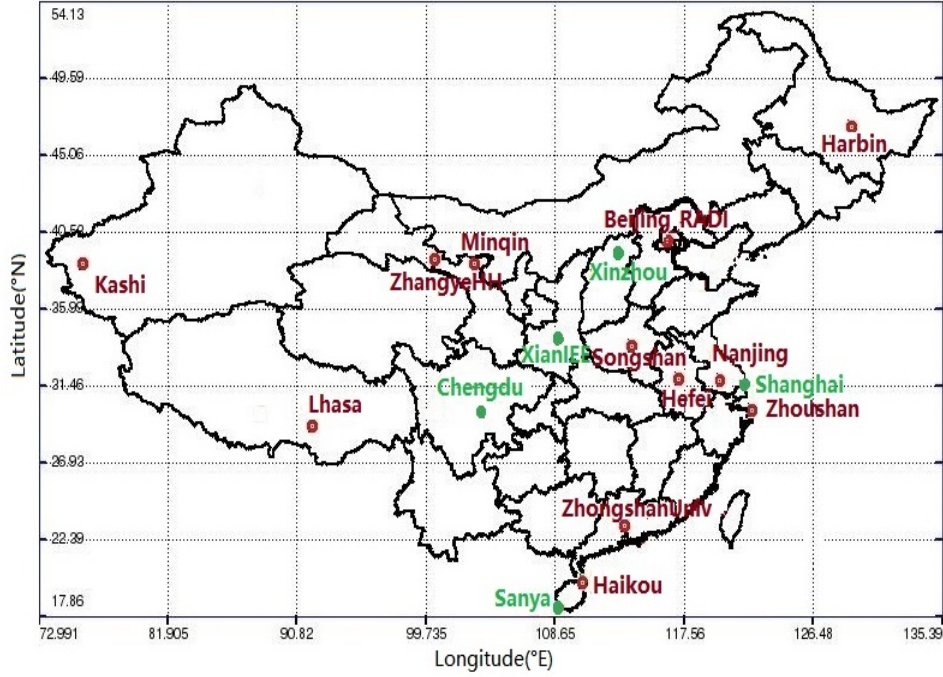 54.13
49.59
45.06
40.52
35.99
31.46
26.93
22.39
17.86
Latitude(°N)
Harbin
Beijing_RADI
Minqin
Xinzhou
Kashi
ZhangyeHH
XianIEE
Songshan
Nanjing
Chengdu
Shanghai
Hefei
Lhasa
Zhoushan
ZhongshanUniv
Haikou
Sanya
72.991 81.905 90.82 99.735 108.65 117.56 126.48 135.39
Longitude(°E)